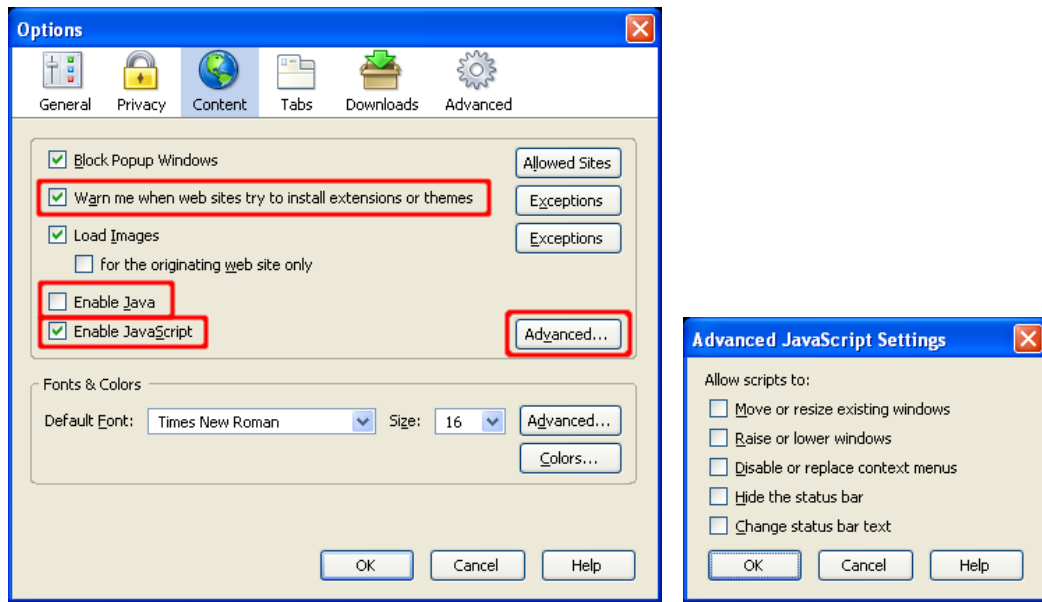 Options
General Privacy Content Tabs Downloads Advanced
Block Popup Windows Allowed Sites
Warn me when web sites try to install extensions or themes Exceptions
Load Images Exceptions
for the originating web site only
Enable Java
Enable JavaScript Advanced...
Fonts & Colors
Default Font: Times New Roman Size: 16 Advanced...
Colors...
OK Cancel Help
Advanced JavaScript Settings
Allow scripts to:
Move or resize existing windows
Raise or lower windows
Disable or replace context menus
Hide the status bar
Change status bar text
OK Cancel Help